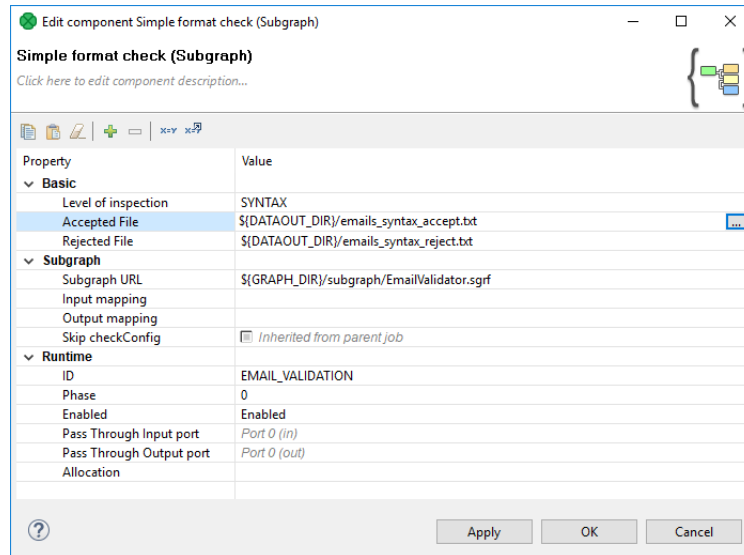 Edit component Simple format check (Subgraph)
Simple format check (Subgraph)
Click here to edit component description...
x=y x=?
Property Value
Basic
Level of inspection SYNTAX
Accepted File ${DATAOUT_DIR}/emails_syntax_accept.txt ...
Rejected File ${DATAOUT_DIR}/emails_syntax_reject.txt
Subgraph
Subgraph URL ${GRAPH_DIR}/subgraph/EmailValidator.sgrf
Input mapping
Output mapping
Skip checkConfig Inherited from parent job
Runtime
ID EMAIL_VALIDATION
Phase 0
Enabled Enabled
Pass Through Input port Port 0 (in)
Pass Through Output port Port 0 (out)
Allocation
? Apply OK Cancel